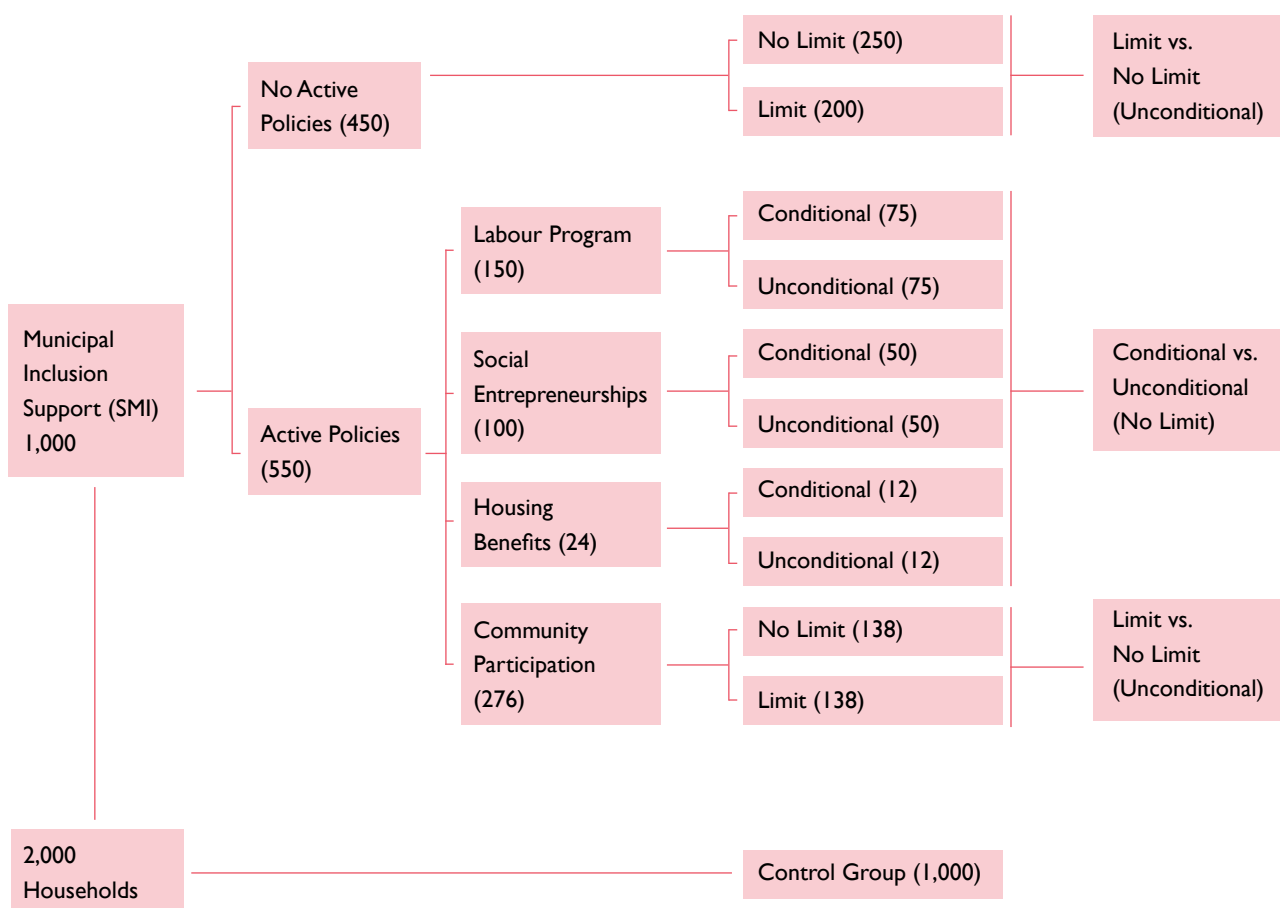 No Limit (250)
Limit (200)
Limit vs.
No Limit
(Unconditional)
No Active
Policies (450)
Conditional (75)
Unconditional (75)
Labour Program
(150)
Municipal
Inclusion
Support (SMI)
1,000
Active Policies
(550)
Social
Entrepreneurships
(100)
Conditional (50)
Unconditional (50)
Conditional vs.
Unconditional
(No Limit)
Housing
Benefits (24)
Conditional (12)
Unconditional (12)
Community
Participation
(276)
No Limit (138)
Limit (138)
Limit vs.
No Limit
(Unconditional)
2,000
Households
Control Group (1,000)